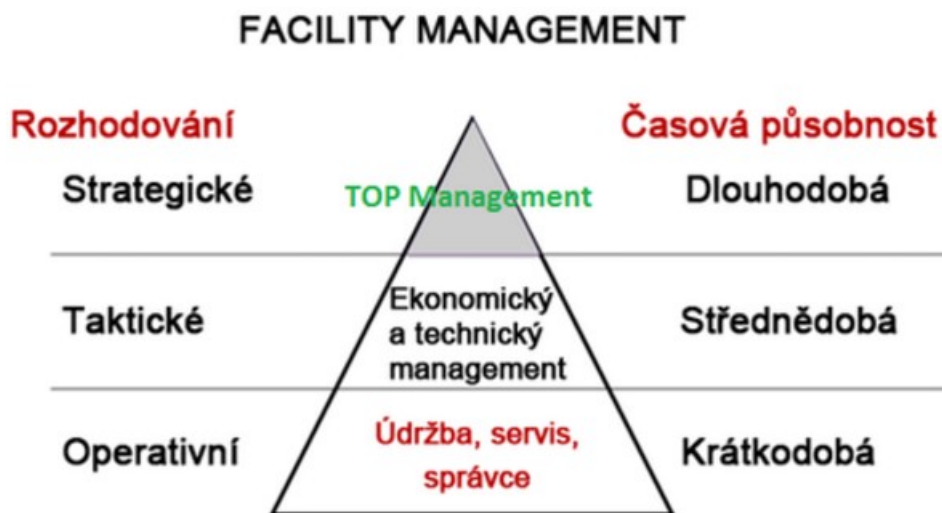 FACILITY MANAGEMENT
Rozhodování
Časová působnost
Strategické
TOP Management
Dlouhodobá
Taktické
Ekonomický
a technický
management
Střednědobá
Operativní
Údržba, servis,
správce
Krátkodobá